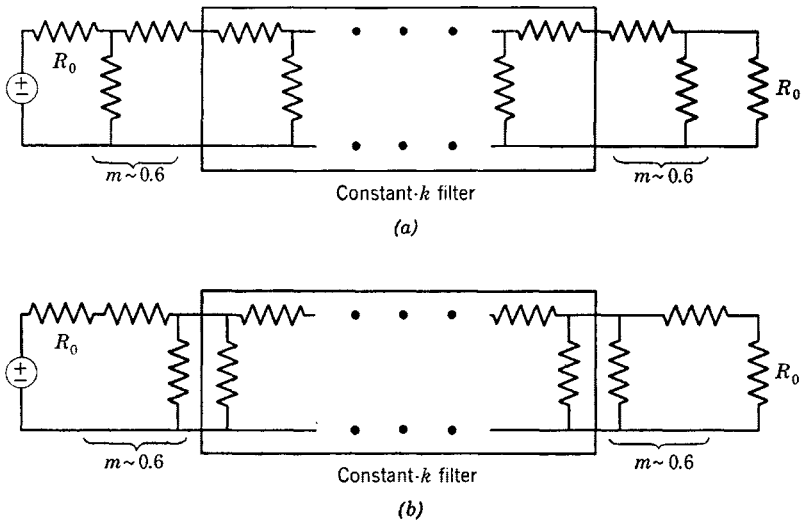 R₀
R₀
m~0.6
m~0.6
Constant-k filter
(a)
R₀
R₀
m~0.6
m~0.6
Constant-k filter
(b)